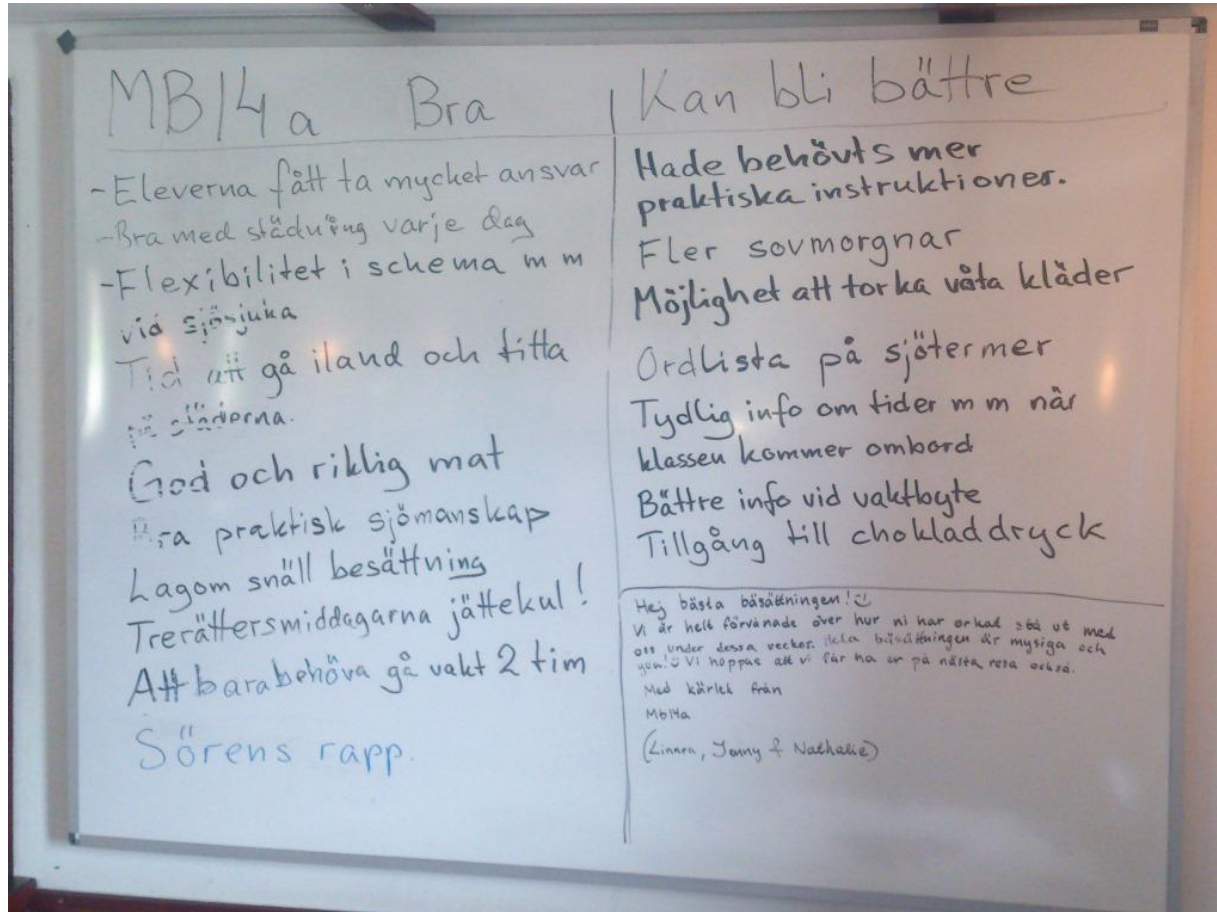 MB14a Bra
- Eleverna fått ta mycket ansvar
- Bra med städning varje dag
- Flexibilitet i schema m m
vid sjösjuka
Tid att gå iland och titta
på städerna.
God och riklig mat
Bra praktisk sjömanskap
Lagom snäll besättning
Trerättersmiddagarna jättekul!
Att bara behöva gå vakt 2 tim
Sörens rapp.
Kan bli bättre
Hade behövts mer
praktiska instruktioner.
Fler sovmorgnar
Möjlighet att torka våta kläder
Ordlista på sjötermer
Tydlig info om tider m m när
klassen kommer ombord
Bättre info vid vaktbyte
Tillgång till chokladdryck
Hej bästa bäsättningen! ☺
Vi är helt förvånade över hur ni har orkat stå ut med
oss under dessa veckor. Hela bäsättningen är mysiga och
goa! ☺ Vi hoppas att vi får ha er på nästa resa också.
Med kärlek från
Mb14a
(Linnea, Jenny & Nathalie)